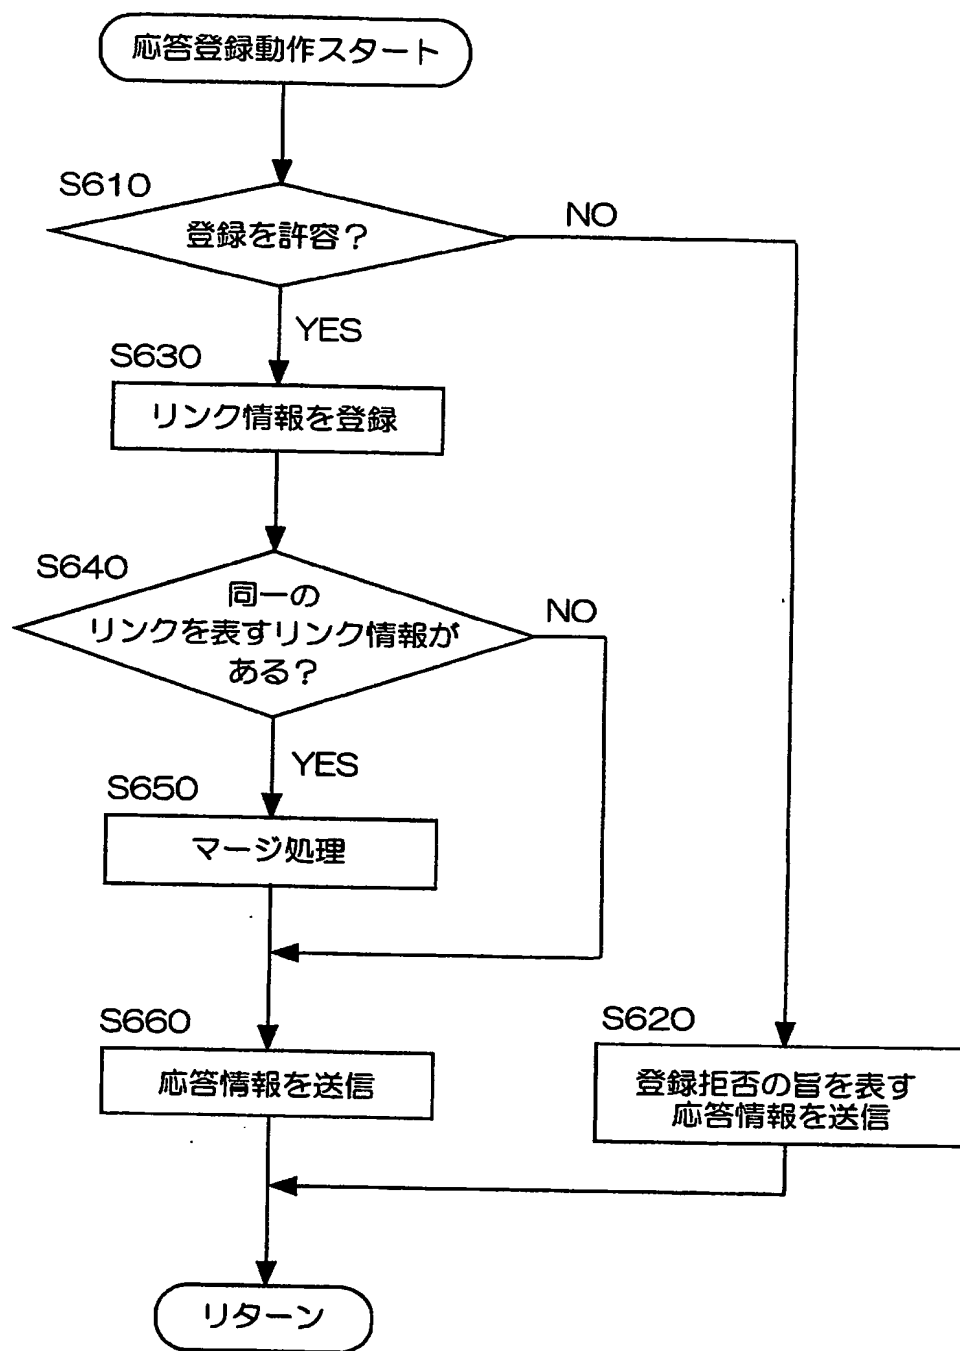 応答登録動作スタート
S610
登録を許容？
NO
YES
S630
リンク情報を登録
S640
同一の
リンクを表すリンク情報が
ある？
NO
YES
S650
マージ処理
S660
応答情報を送信
S620
登録拒否の旨を表す
応答情報を送信
リターン